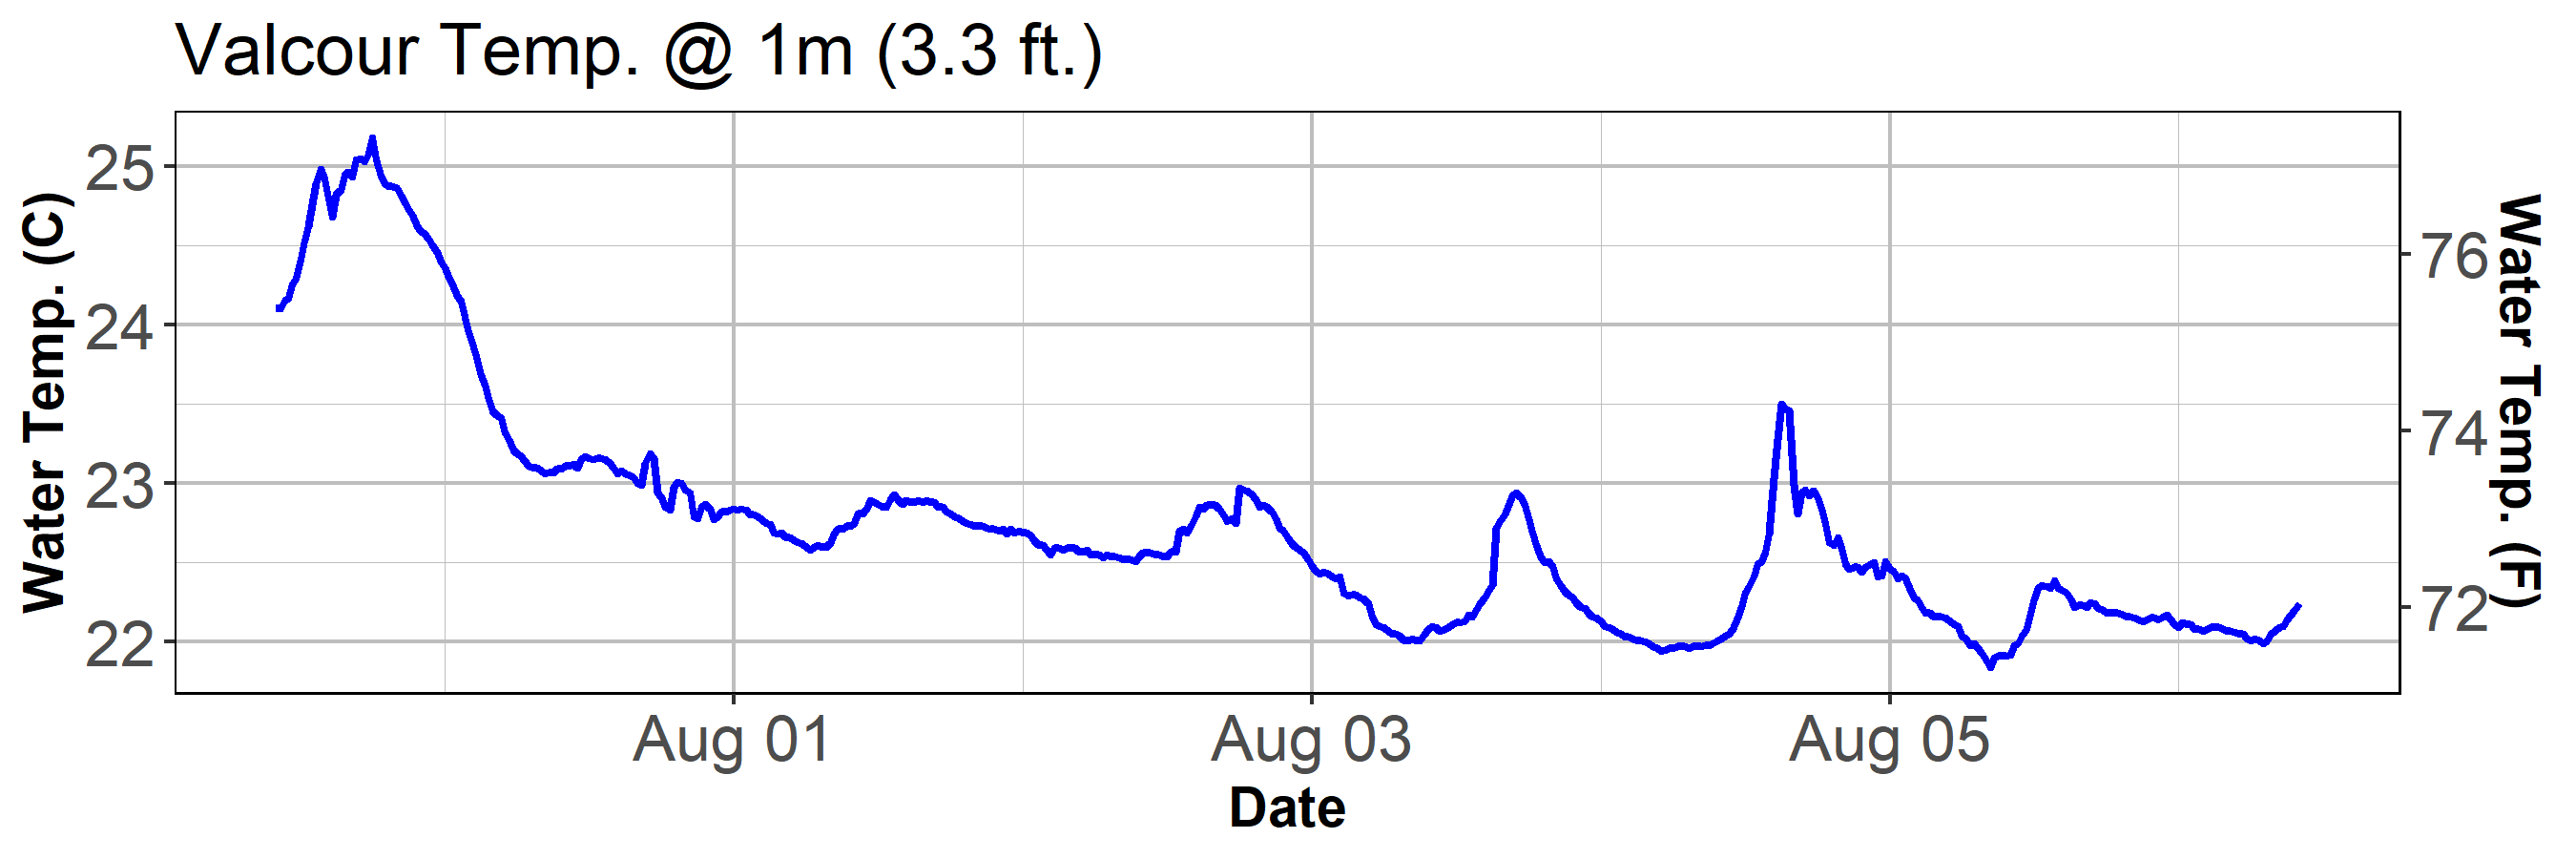 Valcour Temp. @ 1m (3.3 ft.)
Water Temp. (C)
25
24
23
22
76
74
72
Water Temp. (F)
Aug 01
Aug 03
Aug 05
Date